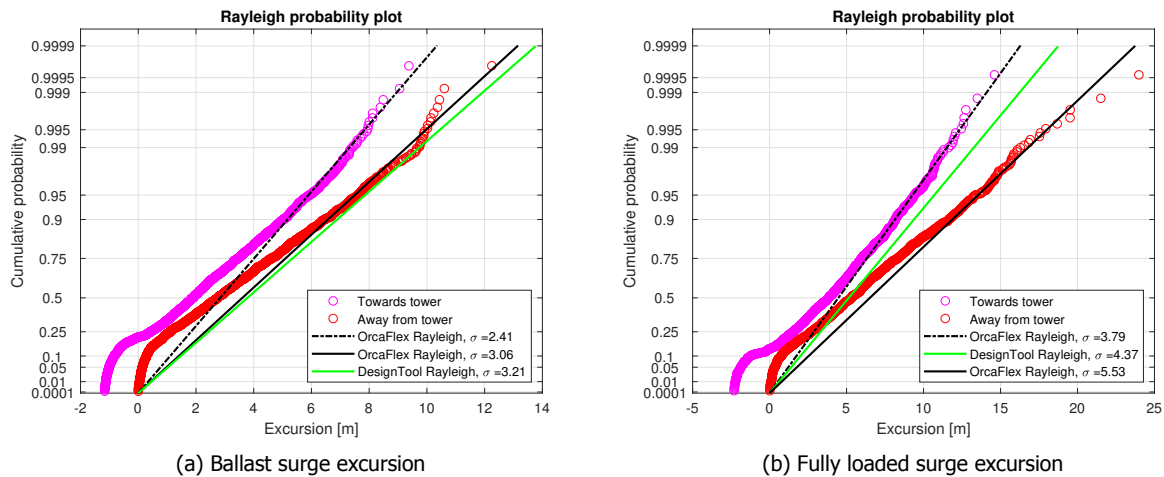 Rayleigh probability plot
0.9999
0.9995
0.999
0.995
0.99
0.95
0.9
0.75
0.5
0.25
0.1
0.05
0.01
0.0001
Cumulative probability
Towards tower
Away from tower
OrcaFlex Rayleigh, σ =2.41
OrcaFlex Rayleigh, σ =3.06
DesignTool Rayleigh, σ =3.21
-2 0 2 4 6 8 10 12 14
Excursion [m]
(a) Ballast surge excursion
Rayleigh probability plot
0.9999
0.9995
0.999
0.995
0.99
0.95
0.9
0.75
0.5
0.25
0.1
0.05
0.01
0.0001
Cumulative probability
Towards tower
Away from tower
OrcaFlex Rayleigh, σ =3.79
DesignTool Rayleigh, σ =4.37
OrcaFlex Rayleigh, σ =5.53
-5 0 5 10 15 20 25
Excursion [m]
(b) Fully loaded surge excursion